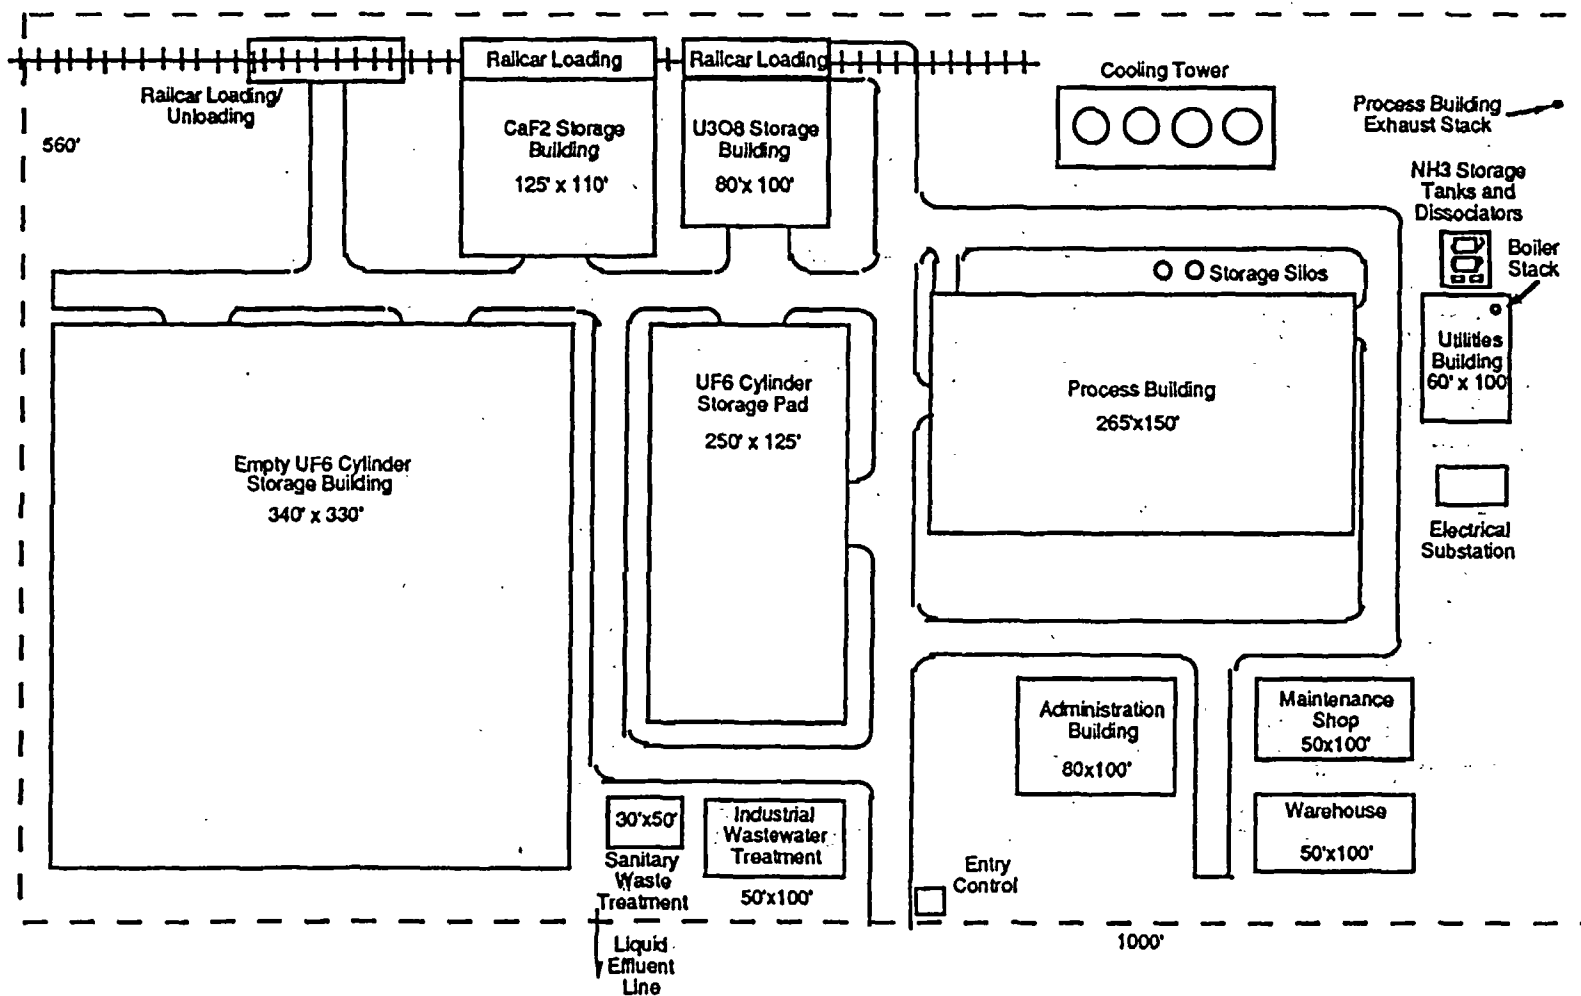 Railcar Loading
Railcar Loading
Cooling Tower
Railcar Loading/
Unloading
Process Building
Exhaust Stack
560'
CaF2 Storage
Building
125' x 110'
U3O8 Storage
Building
80'x 100'
NH3 Storage
Tanks and
Dissociators
Boiler
Stack
Storage Silos
Utilities
Building
60' x 100'
UF6 Cylinder
Storage Pad
250' x 125'
Process Building
265'x150'
Empty UF6 Cylinder
Storage Building
340' x 330'
Electrical
Substation
Administration
Building
80x100'
Maintenance
Shop
50x100'
30'x50'
Sanitary
Waste
Treatment
Industrial
Wastewater
Treatment
50'x100'
Warehouse
50'x100'
Entry
Control
1000'
Liquid
Effluent
Line